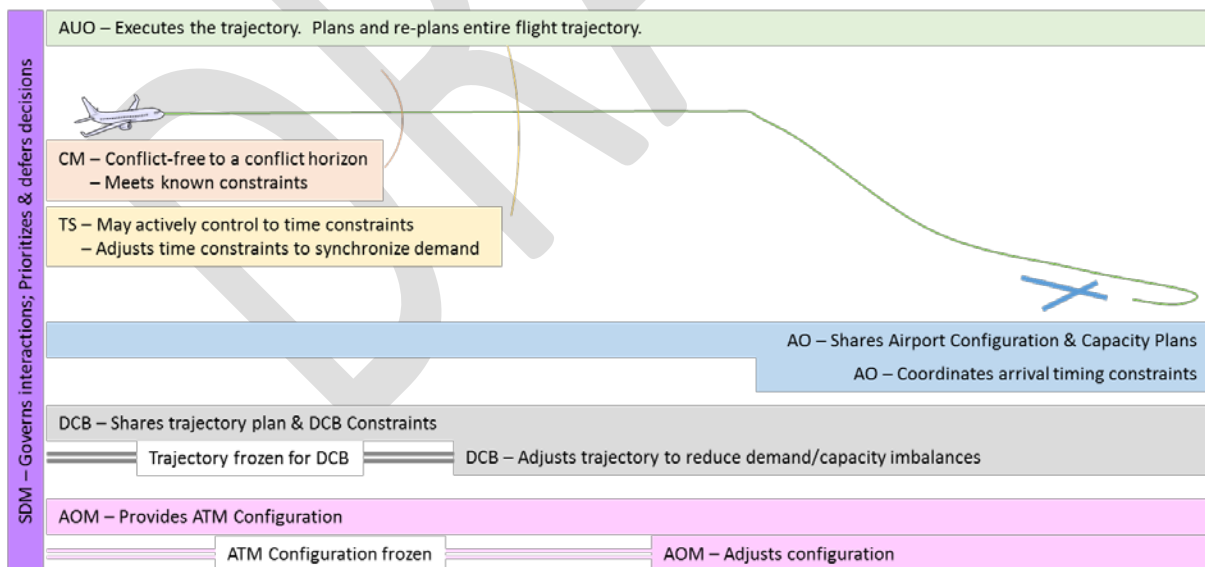 SDM – Governs interactions; Prioritizes & defers decisions
AUO – Executes the trajectory.  Plans and re-plans entire flight trajectory.
CM – Conflict-free to a conflict horizon
– Meets known constraints
TS – May actively control to time constraints
– Adjusts time constraints to synchronize demand
AO – Shares Airport Configuration & Capacity Plans
AO – Coordinates arrival timing constraints
DCB – Shares trajectory plan & DCB Constraints
Trajectory frozen for DCB
DCB – Adjusts trajectory to reduce demand/capacity imbalances
AOM – Provides ATM Configuration
ATM Configuration frozen
AOM – Adjusts configuration